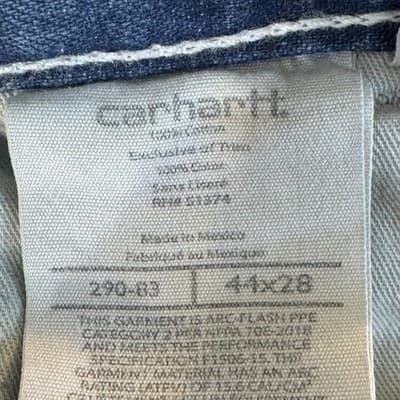 carhartt.
100% Cotton
Exclusive of Trim
100% Coton
Sans Liseré
RN# 51374
Made in Mexico
Fabriqué au Mexique
290-83 44x28
THIS GARMENT IS ARC-FLASH PPE
CATEGORY 2 PER NFPA 70E-2018
AND MEETS THE PERFORMANCE
SPECIFICATION F1506-15. THE
GARMENT MATERIAL HAS AN ARC
RATING (ATPV) OF 15.6 CAL/CM²